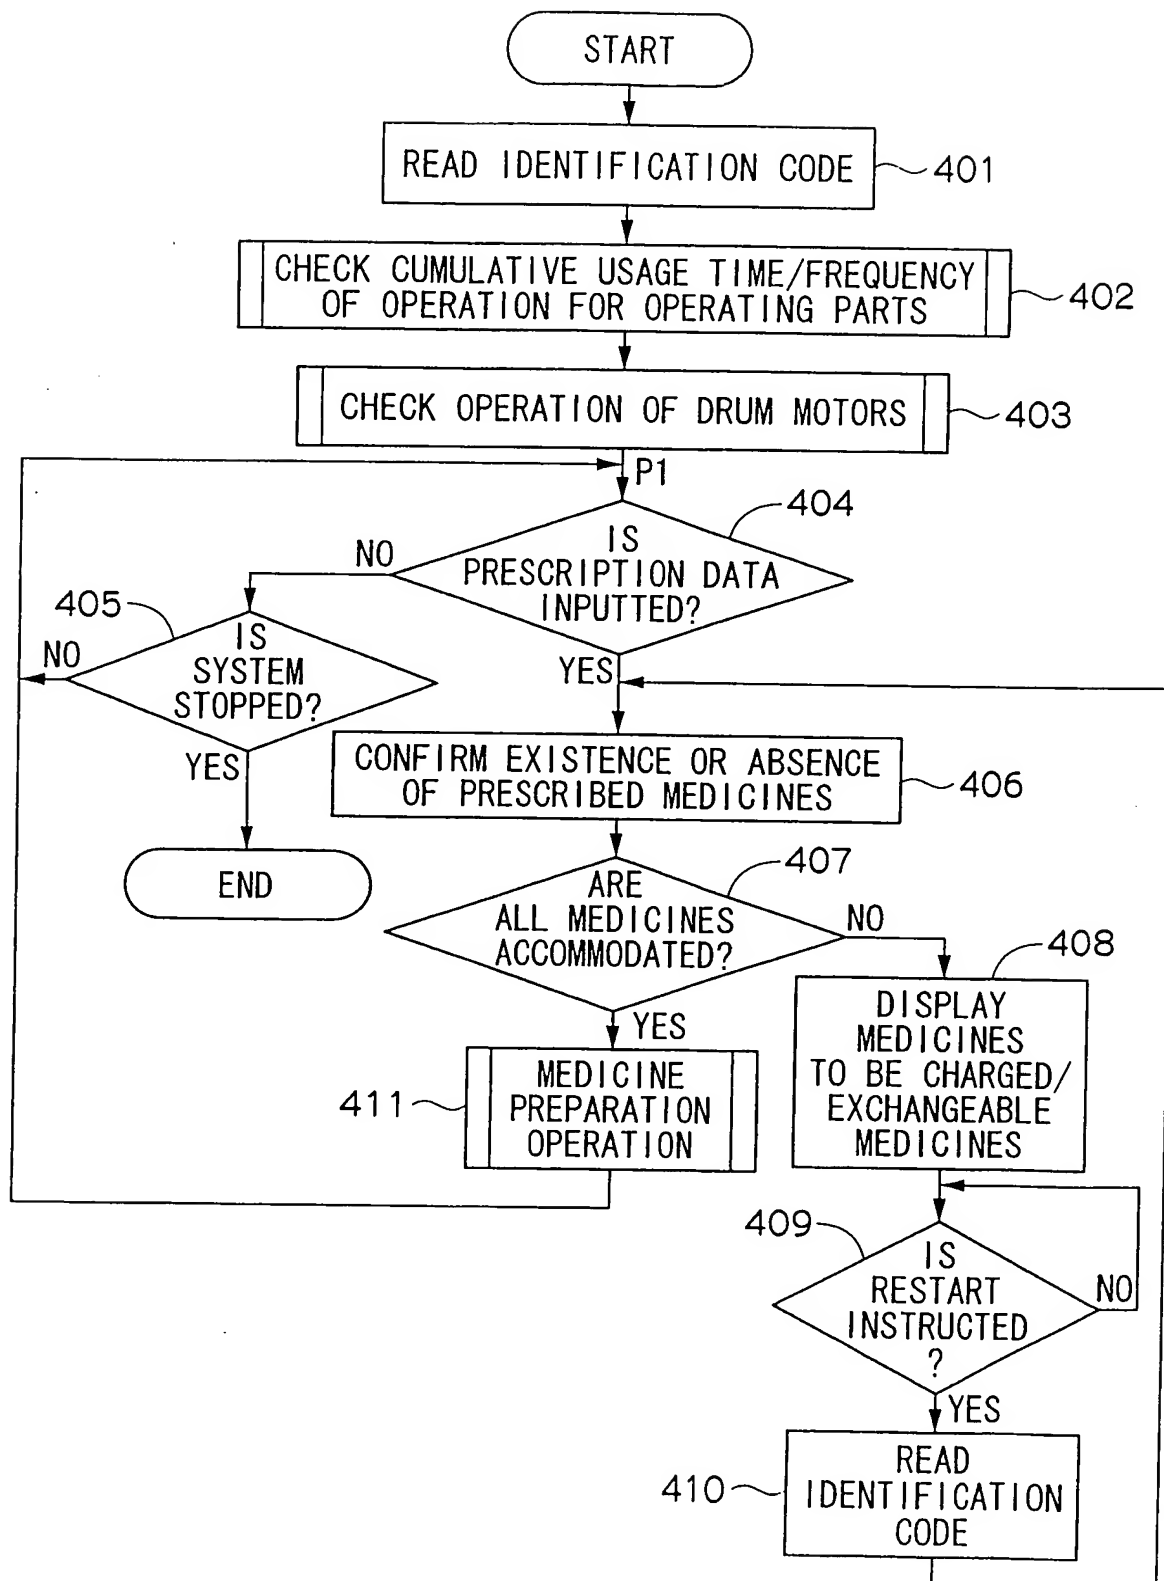 START
READ IDENTIFICATION CODE
401
CHECK CUMULATIVE USAGE TIME/FREQUENCY
OF OPERATION FOR OPERATING PARTS
402
CHECK OPERATION OF DRUM MOTORS
403
P1
404
IS
PRESCRIPTION DATA
INPUTTED?
NO
YES
405
IS
SYSTEM
STOPPED?
NO
YES
END
CONFIRM EXISTENCE OR ABSENCE
OF PRESCRIBED MEDICINES
406
407
ARE
ALL MEDICINES
ACCOMMODATED?
NO
YES
408
DISPLAY
MEDICINES
TO BE CHARGED/
EXCHANGEABLE
MEDICINES
411
MEDICINE
PREPARATION
OPERATION
409
IS
RESTART
INSTRUCTED
?
NO
YES
410
READ
IDENTIFICATION
CODE